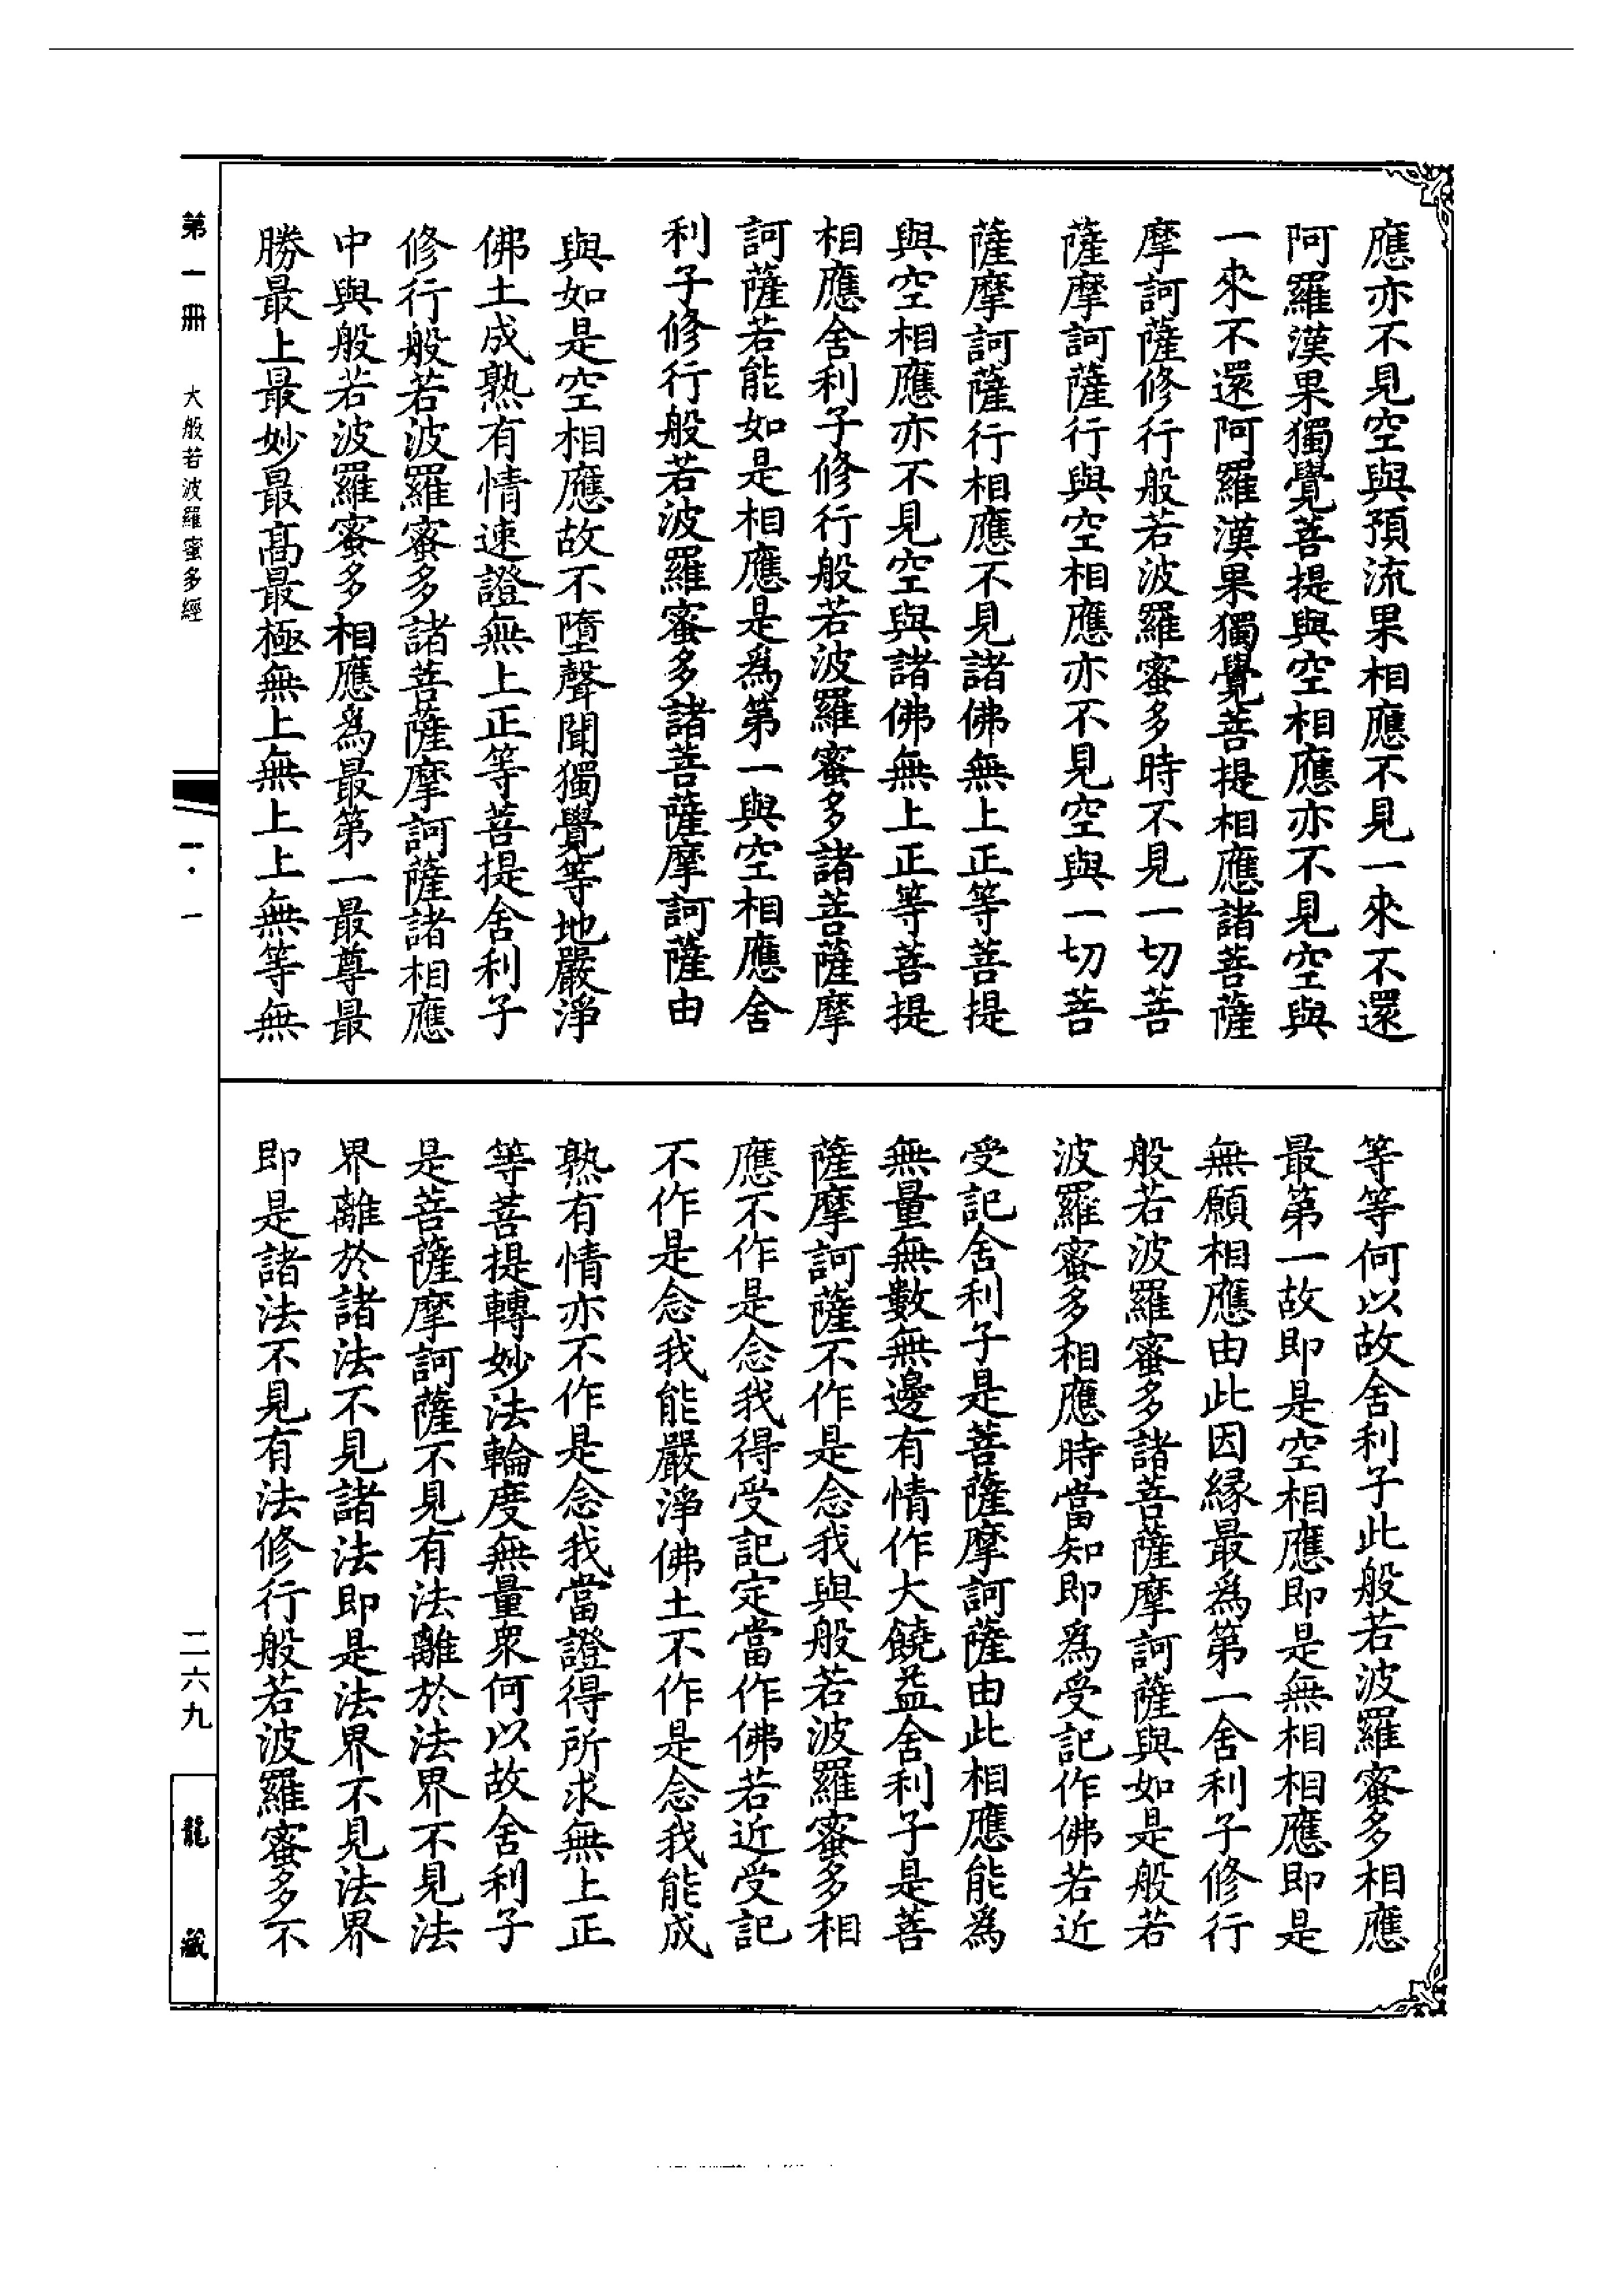 應亦不見空與預流果相應不見一來不還
阿羅漢果獨覺菩提與空相應亦不見空與
一來不還阿羅漢果獨覺菩提相應諸菩薩
摩訶薩修行般若波羅蜜多時不見一切菩
薩摩訶薩行與空相應亦不見空與一切菩
薩摩訶薩行相應不見諸佛無上正等菩提
與空相應亦不見空與諸佛無上正等菩提
相應舍利子修行般若波羅蜜多諸菩薩摩
訶薩若能如是相應是爲第一與空相應舍
利子修行般若波羅蜜多諸菩薩摩訶薩由
與如是空相應故不墮聲聞獨覺等地嚴淨
佛土成熟有情速證無上正等菩提舍利子
修行般若波羅蜜多諸菩薩摩訶薩諸相應
中與般若波羅蜜多相應爲最第一最尊最
勝最上最妙最高最極無上無上上無等無
等等何以故舍利子此般若波羅蜜多相應
最第一故即是空相應即是無相相應即是
無願相應由此因緣最爲第一舍利子修行
般若波羅蜜多諸菩薩摩訶薩與如是般若
波羅蜜多相應時當知即爲受記作佛若近
受記舍利子是菩薩摩訶薩由此相應能爲
無量無數無邊有情作大饒益舍利子是菩
薩摩訶薩不作是念我與般若波羅蜜多相
應不作是念我得受記定當作佛若近受記
不作是念我能嚴淨佛土不作是念我能成
熟有情亦不作是念我當證得所求無上正
等菩提轉妙法輪度無量衆何以故舍利子
是菩薩摩訶薩不見有法離於法界不見法
界離於諸法不見諸法即是法界不見法界
即是諸法不見有法修行般若波羅蜜多不
第一冊 大般若波羅蜜多經 一·一 二六九 龍藏